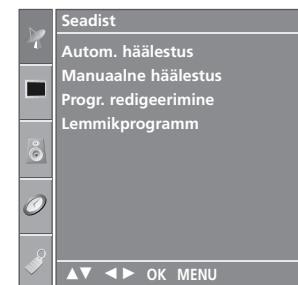 Seadist
Autom. häälestus
Manuaalne häälestus
Progr. redigeerimine
Lemmikprogramm
▲▼ ◄► OK MENU